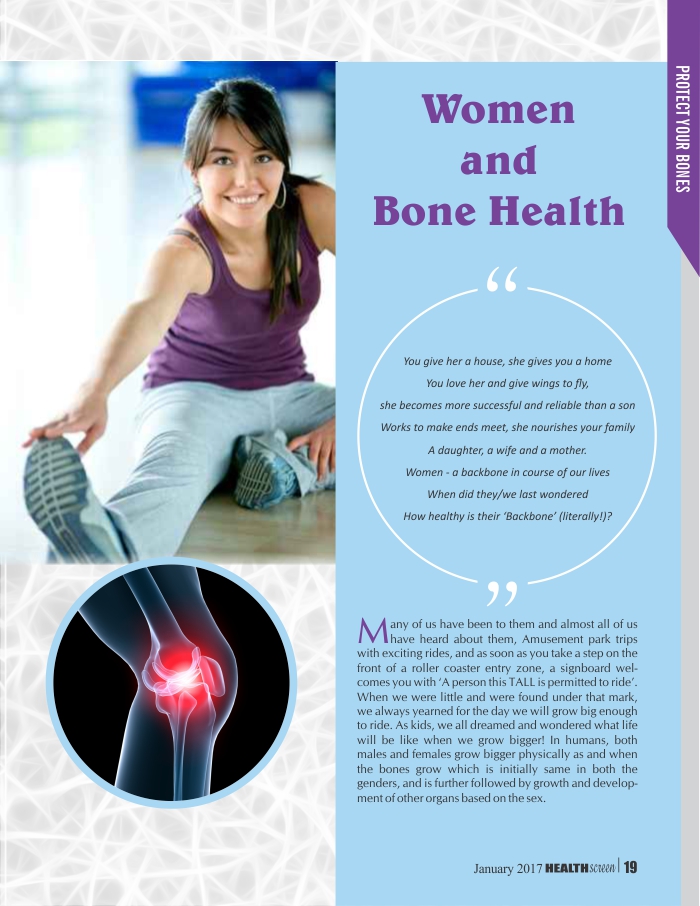 PROTECT YOUR BONES
Women
and
Bone Health
“
You give her a house, she gives you a home
You love her and give wings to fly,
she becomes more successful and reliable than a son
Works to make ends meet, she nourishes your family
A daughter, a wife and a mother.
Women - a backbone in course of our lives
When did they/we last wondered
How healthy is their ‘Backbone’ (literally!)?
”
Many of us have been to them and almost all of us
have heard about them, Amusement park trips
with exciting rides, and as soon as you take a step on the
front of a roller coaster entry zone, a signboard wel-
comes you with ‘A person this TALL is permitted to ride’.
When we were little and were found under that mark,
we always yearned for the day we will grow big enough
to ride. As kids, we all dreamed and wondered what life
will be like when we grow bigger! In humans, both
males and females grow bigger physically as and when
the bones grow which is initially same in both the
genders, and is further followed by growth and develop-
ment of other organs based on the sex.
January 2017 HEALTHscreen | 19